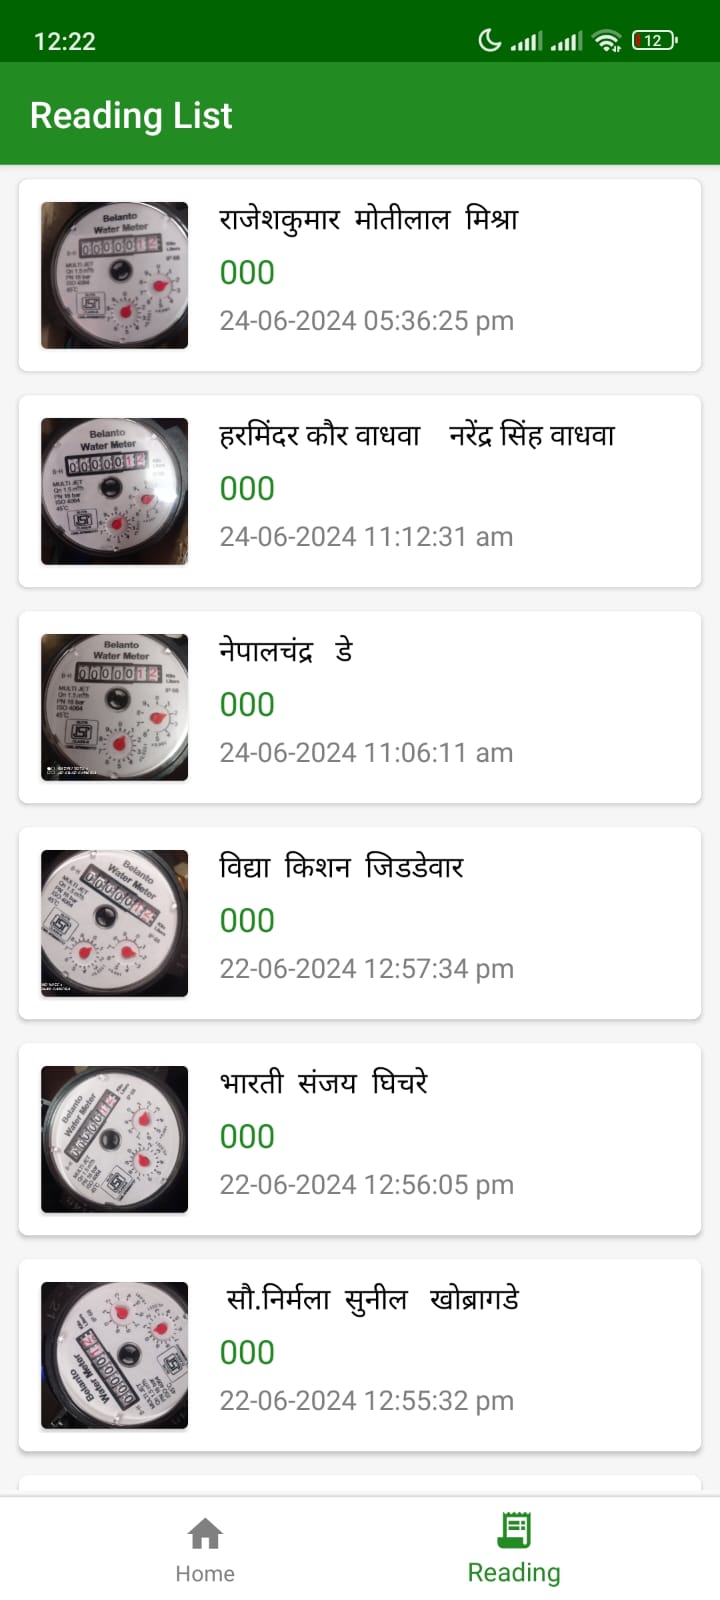 12:22
12
Reading List
Belanto
Water Meter
राजेशकुमार मोतीलाल मिश्रा
000
24-06-2024 05:36:25 pm
Belanto
Water Meter
हरमिंदर कौर वाधवा नरेंद्र सिंह वाधवा
000
24-06-2024 11:12:31 am
Belanto
Water Meter
नेपालचंद्र डे
000
24-06-2024 11:06:11 am
Belanto
Water Meter
विद्या किशन जिडडेवार
000
22-06-2024 12:57:34 pm
Belanto
Water Meter
भारती संजय घिचरे
000
22-06-2024 12:56:05 pm
Belanto
Water Meter
सौ.निर्मला सुनील खोब्रागडे
000
22-06-2024 12:55:32 pm
Home
Reading